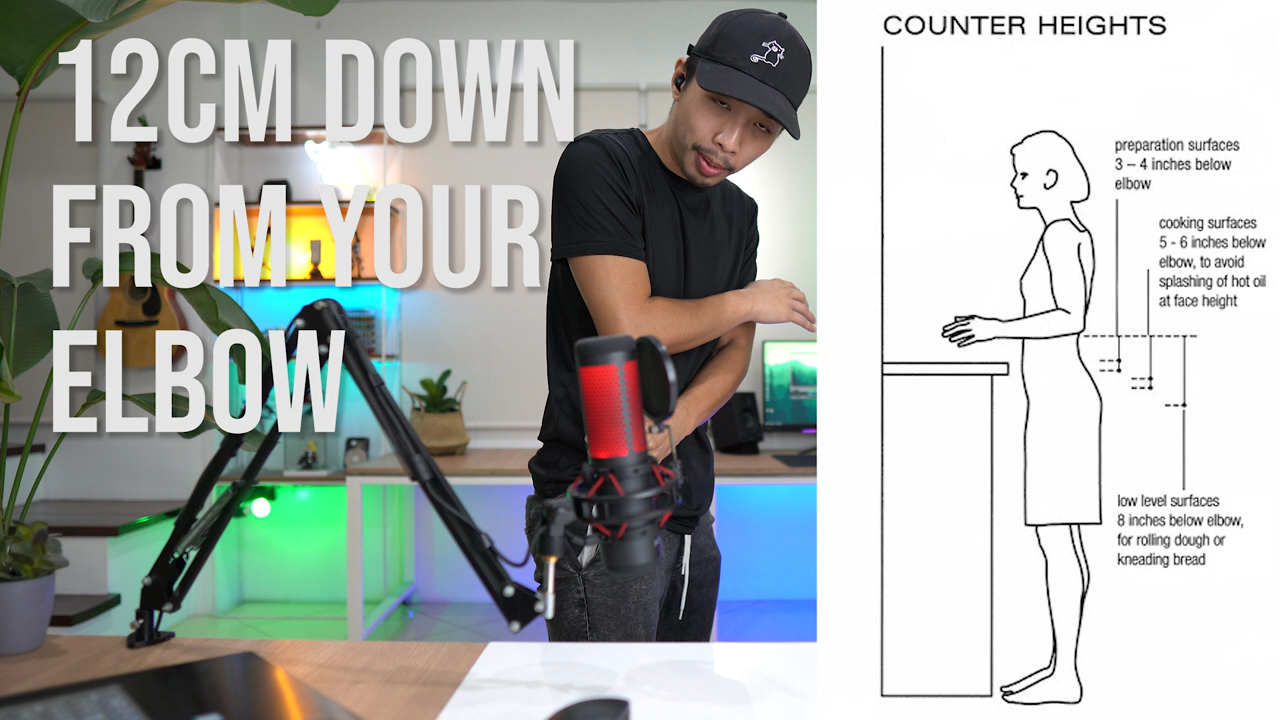 12CM DOWN
FROM YOUR
ELBOW
COUNTER HEIGHTS
preparation surfaces
3 – 4 inches below
elbow
cooking surfaces
5 - 6 inches below
elbow, to avoid
splashing of hot oil
at face height
low level surfaces
8 inches below elbow,
for rolling dough or
kneading bread